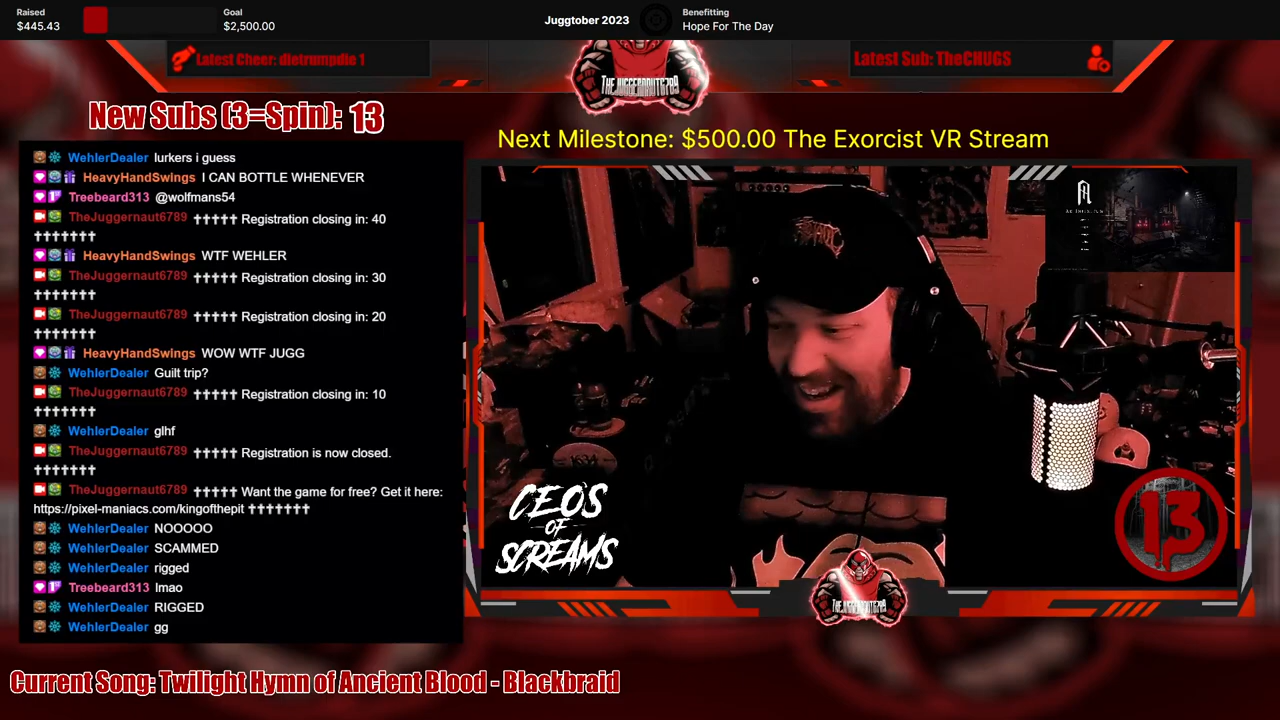 Raised
$445.43
Goal
$2,500.00
Juggtober 2023
Benefitting
Hope For The Day
Latest Cheer: dietrumpdie 1
THEJUGGERNAUT6789
Latest Sub: TheCHUGS
New Subs (3=Spin): 13
Next Milestone: $500.00 The Exorcist VR Stream
WehlerDealer lurkers i guess
HeavyHandSwings I CAN BOTTLE WHENEVER
Treebeard313 @wolfmans54
TheJuggernaut6789 ✝✝✝✝✝ Registration closing in: 40
✝✝✝✝✝✝✝
HeavyHandSwings WTF WEHLER
TheJuggernaut6789 ✝✝✝✝✝ Registration closing in: 30
✝✝✝✝✝✝✝
TheJuggernaut6789 ✝✝✝✝✝ Registration closing in: 20
✝✝✝✝✝✝✝
HeavyHandSwings WOW WTF JUGG
WehlerDealer Guilt trip?
TheJuggernaut6789 ✝✝✝✝✝ Registration closing in: 10
✝✝✝✝✝✝✝
WehlerDealer glhf
TheJuggernaut6789 ✝✝✝✝✝ Registration is now closed.
✝✝✝✝✝✝✝
TheJuggernaut6789 ✝✝✝✝✝ Want the game for free? Get it here:
https://pixel-maniacs.com/kingofthepit ✝✝✝✝✝✝✝
WehlerDealer NOOOOO
WehlerDealer SCAMMED
WehlerDealer rigged
Treebeard313 lmao
WehlerDealer RIGGED
WehlerDealer gg
1634
CEO'S
OF
SCREAMS
13
THEJUGGERNAUT6789
Current Song: Twilight Hymn of Ancient Blood - Blackbraid